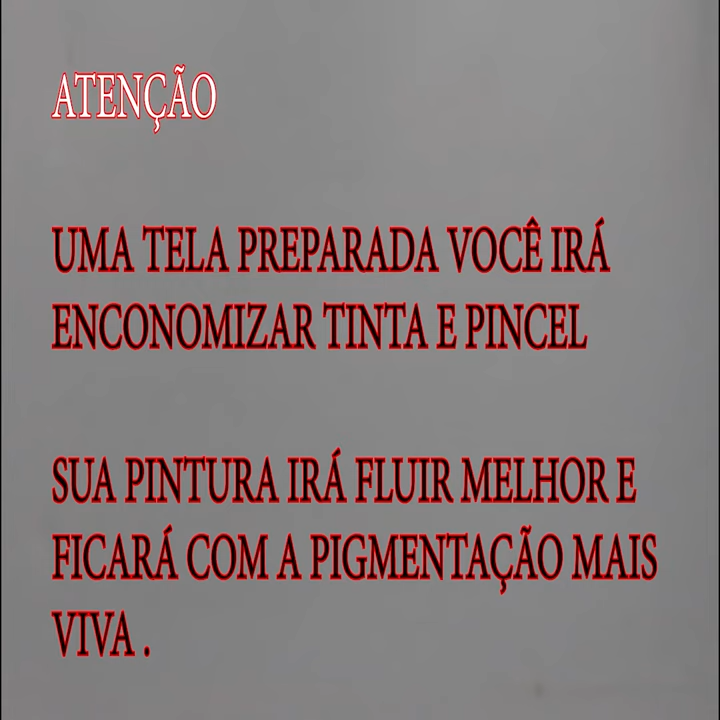 ATENÇÃO
UMA TELA PREPARADA VOCÊ IRÁ
ENCONOMIZAR TINTA E PINCEL
SUA PINTURA IRÁ FLUIR MELHOR E
FICARÁ COM A PIGMENTAÇÃO MAIS
VIVA .